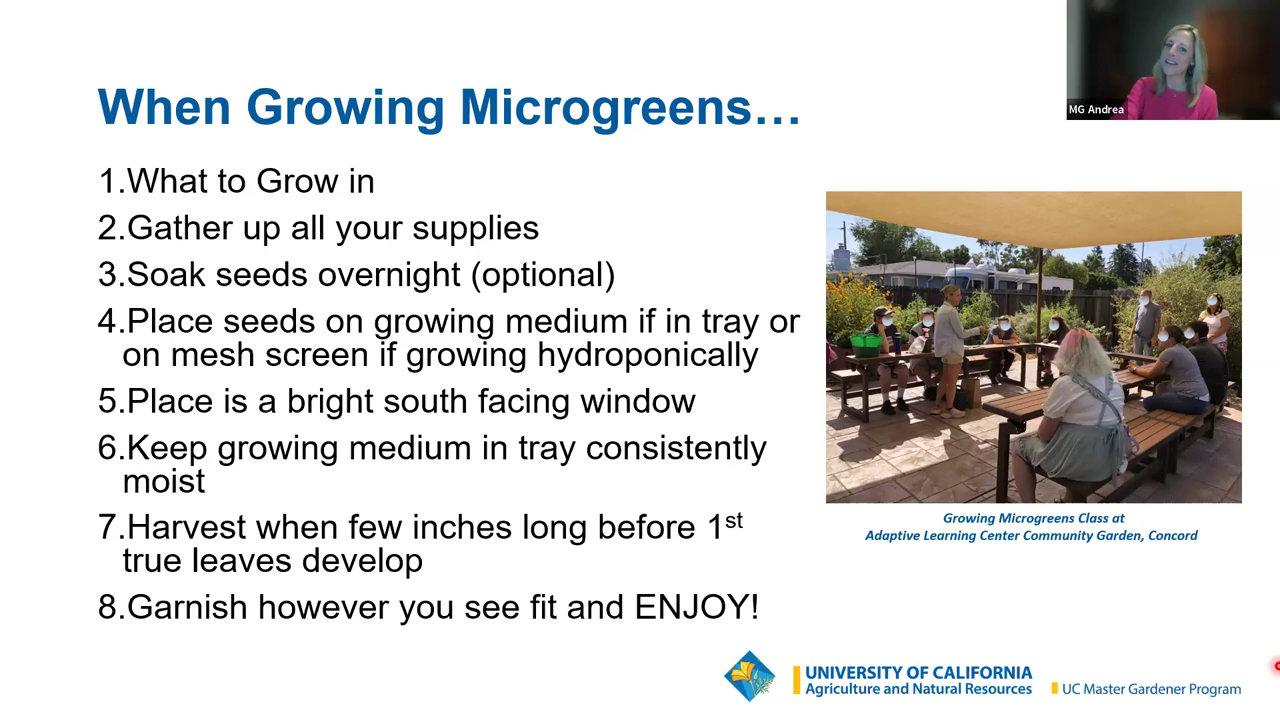 MG Andrea
When Growing Microgreens…
1.What to Grow in
2.Gather up all your supplies
3.Soak seeds overnight (optional)
4.Place seeds on growing medium if in tray or
on mesh screen if growing hydroponically
5.Place is a bright south facing window
6.Keep growing medium in tray consistently
moist
7.Harvest when few inches long before 1st
true leaves develop
8.Garnish however you see fit and ENJOY!
Growing Microgreens Class at
Adaptive Learning Center Community Garden, Concord
UNIVERSITY OF CALIFORNIA
Agriculture and Natural Resources
UC Master Gardener Program